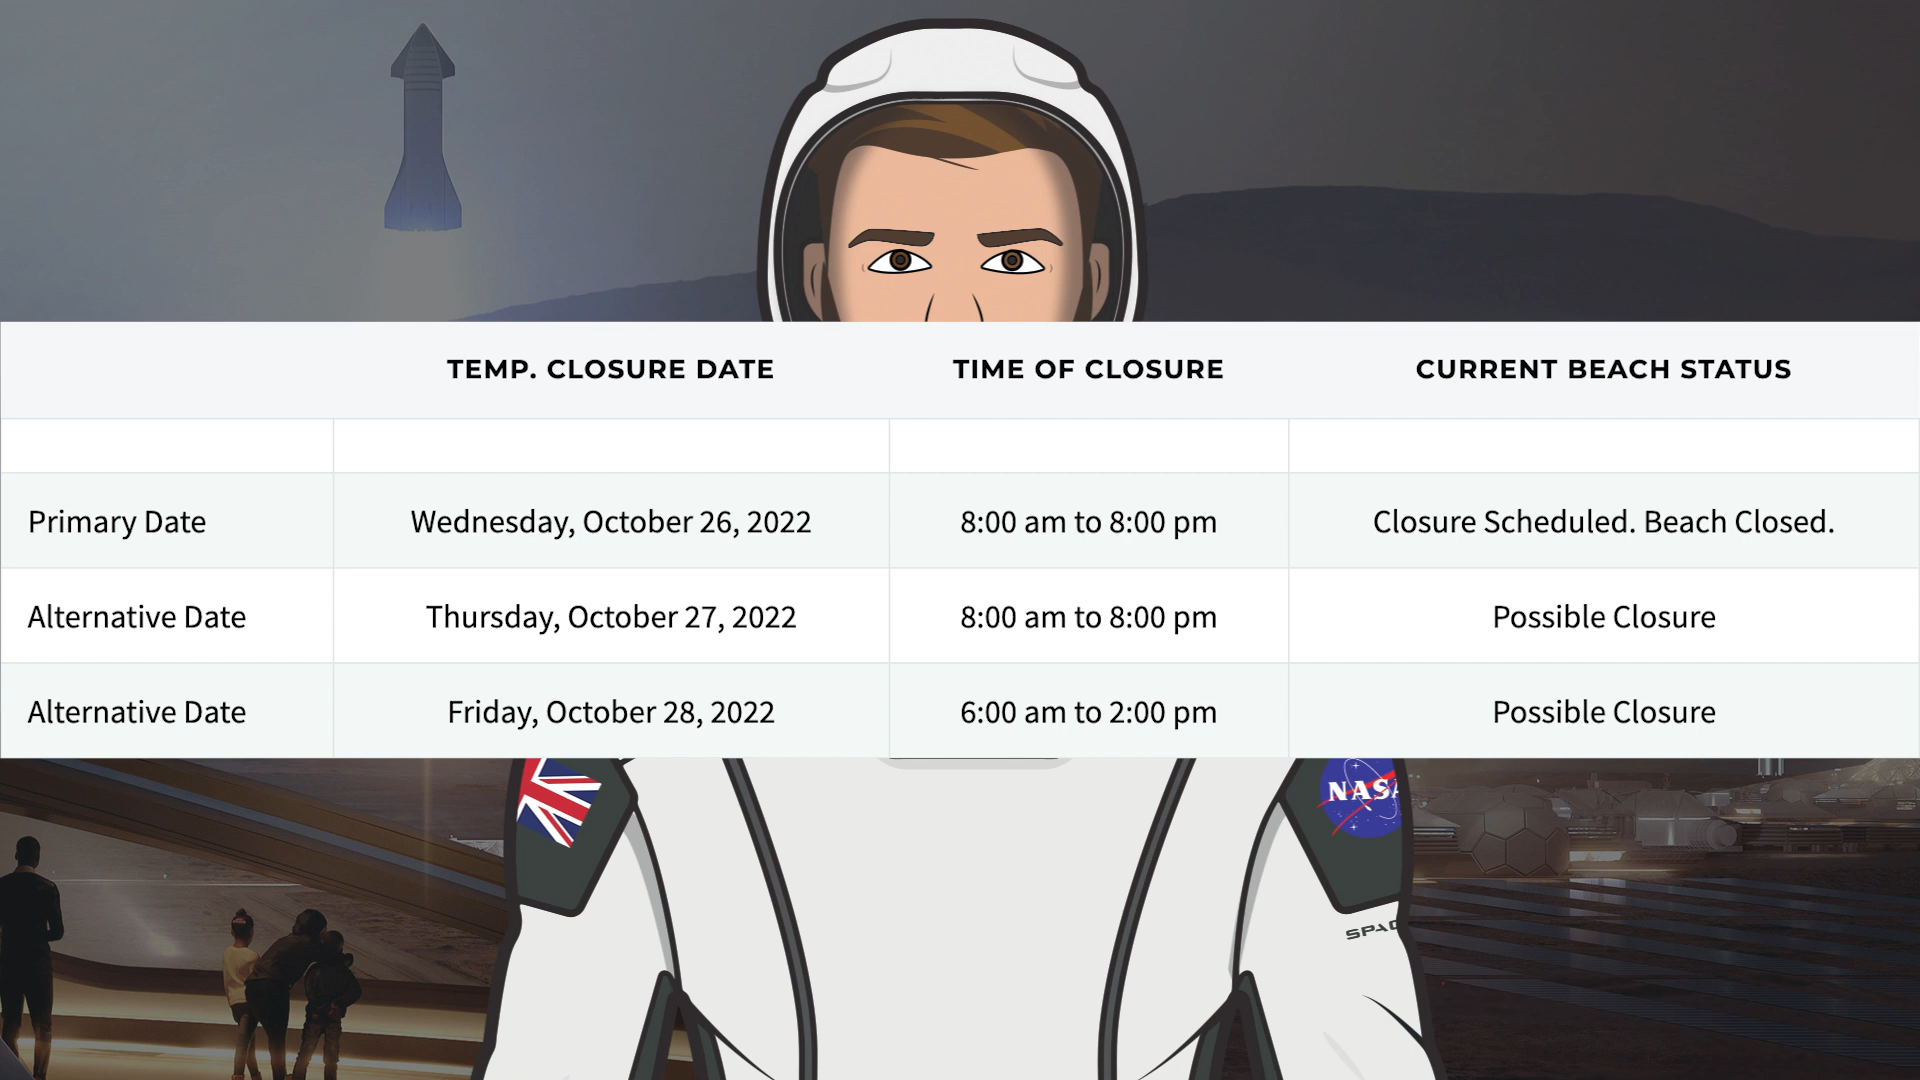 TEMP. CLOSURE DATE TIME OF CLOSURE CURRENT BEACH STATUS
Primary Date Wednesday, October 26, 2022 8:00 am to 8:00 pm Closure Scheduled. Beach Closed.
Alternative Date Thursday, October 27, 2022 8:00 am to 8:00 pm Possible Closure
Alternative Date Friday, October 28, 2022 6:00 am to 2:00 pm Possible Closure
NASA
SPAC